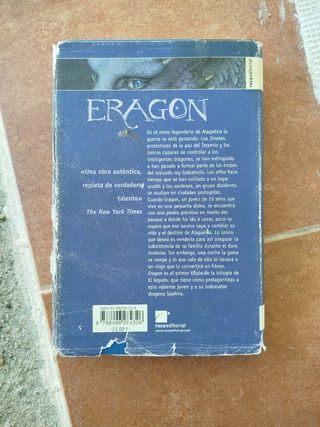 rocaeditorial
ERAGON
En el reino legendario de Alagaësia la
guerra se está gestando. Los Jinetes,
protectores de la paz del Imperio y los
únicos capaces de controlar a los
inteligentes dragones, se han extinguido
o han pasado a formar parte de las tropas
del malvado rey Galbatorix. Los elfos hace
tiempo que se han exiliado a un lugar
oculto y los vardenos, un grupo disidente,
se ocultan en ciudades protegidas.
Cuando Eragon, un joven de 15 años que
vive en una pequeña aldea, se encuentra
con una piedra preciosa en medio del
bosque a donde ha ido a cazar, poco se
espera que ese suceso vaya a cambiar su
vida y el destino de Alagaësia. Lo único
que desea es venderla para así asegurar la
subsistencia de su familia durante el duro
invierno. Sin embargo, una noche la gema
se rompe y lo que sale de ella lo llevará a
un viaje que lo convertirá en héroe.
Eragon es el primer título de la trilogía de
El legado, que tiene como protagonistas a
este valiente joven y a su indomable
dragona Saphira.
«Una obra auténtica,
repleta de verdadero
talento»
The New York Times
rocaeditorial
www.rocaeditorial.com